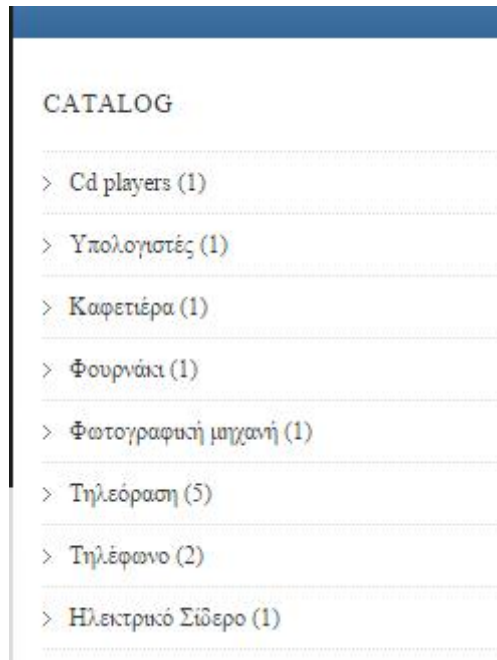 CATALOG
> Cd players (1)
> Υπολογιστές (1)
> Καφετιέρα (1)
> Φουρνάκι (1)
> Φωτογραφική μηχανή (1)
> Τηλεόραση (5)
> Τηλέφωνο (2)
> Ηλεκτρικό Σίδερο (1)